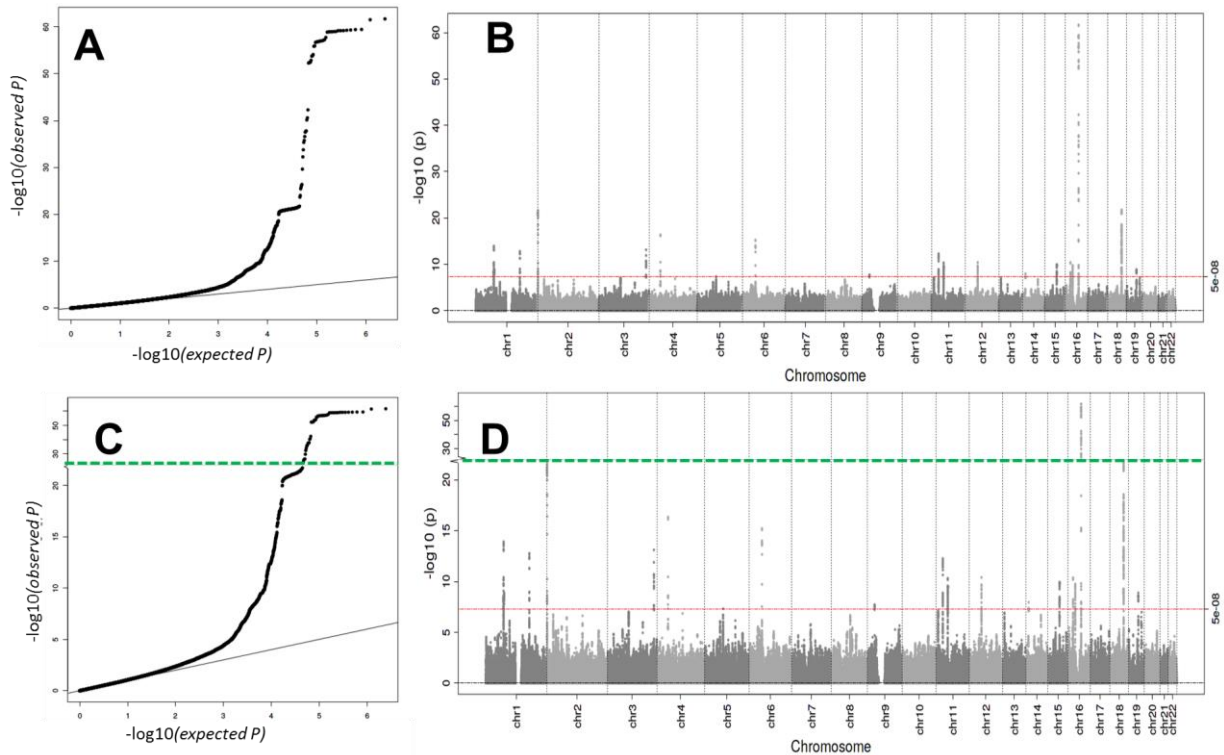 A
-log10(observed P)
60
50
40
30
20
10
0
0
1
2
3
4
5
6
-log10(expected P)
B
-log10 (p)
60
50
40
30
20
10
0
5e-08
chr1
chr2
chr3
chr4
chr5
chr6
chr7
chr8
chr9
chr10
chr11
chr12
chr13
chr14
chr15
chr16
chr17
chr18
chr19
chr20
chr21
chr22
Chromosome
C
-log10(observed P)
50
30
20
15
10
5
0
0
1
2
3
4
5
6
-log10(expected P)
D
-log10 (p)
50
30
20
15
10
5
0
5e-08
chr1
chr2
chr3
chr4
chr5
chr6
chr7
chr8
chr9
chr10
chr11
chr12
chr13
chr14
chr15
chr16
chr17
chr18
chr19
chr20
chr21
chr22
Chromosome